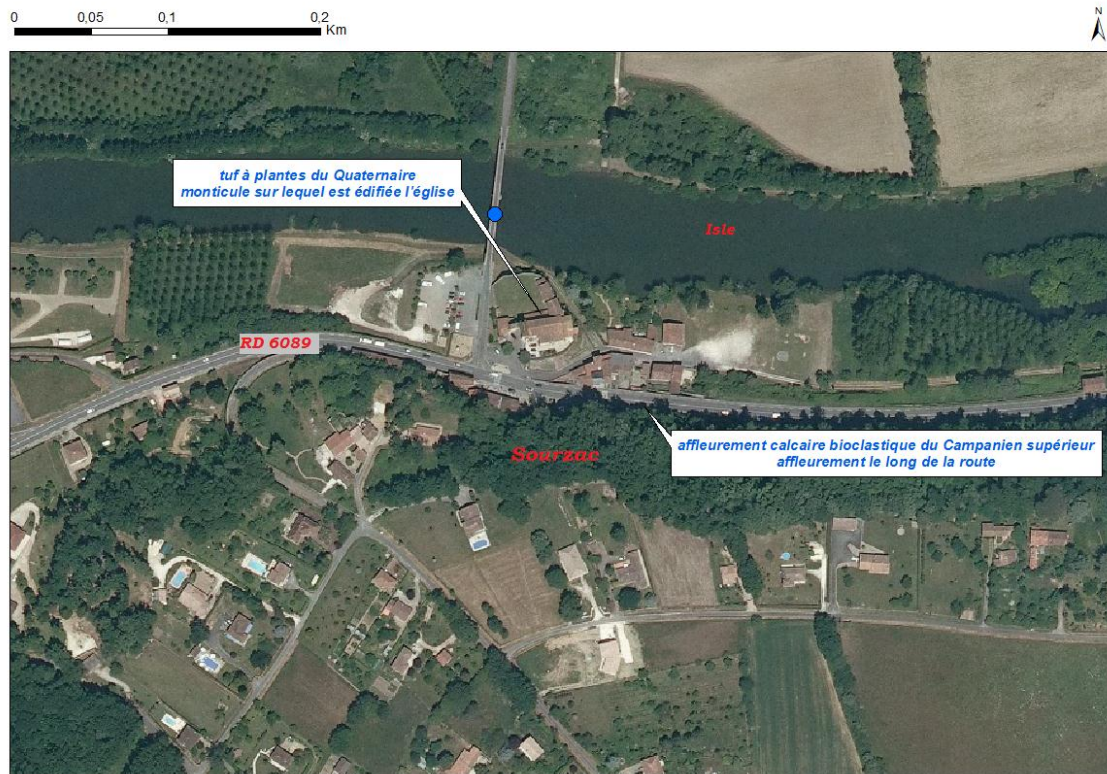 0 0,05 0,1 0,2
Km
N
tuf à plantes du Quaternaire
monticule sur lequel est édifiée l'église
Isle
RD 6089
affleurement calcaire bioclastique du Campanien supérieur
affleurement le long de la route
Sourzac